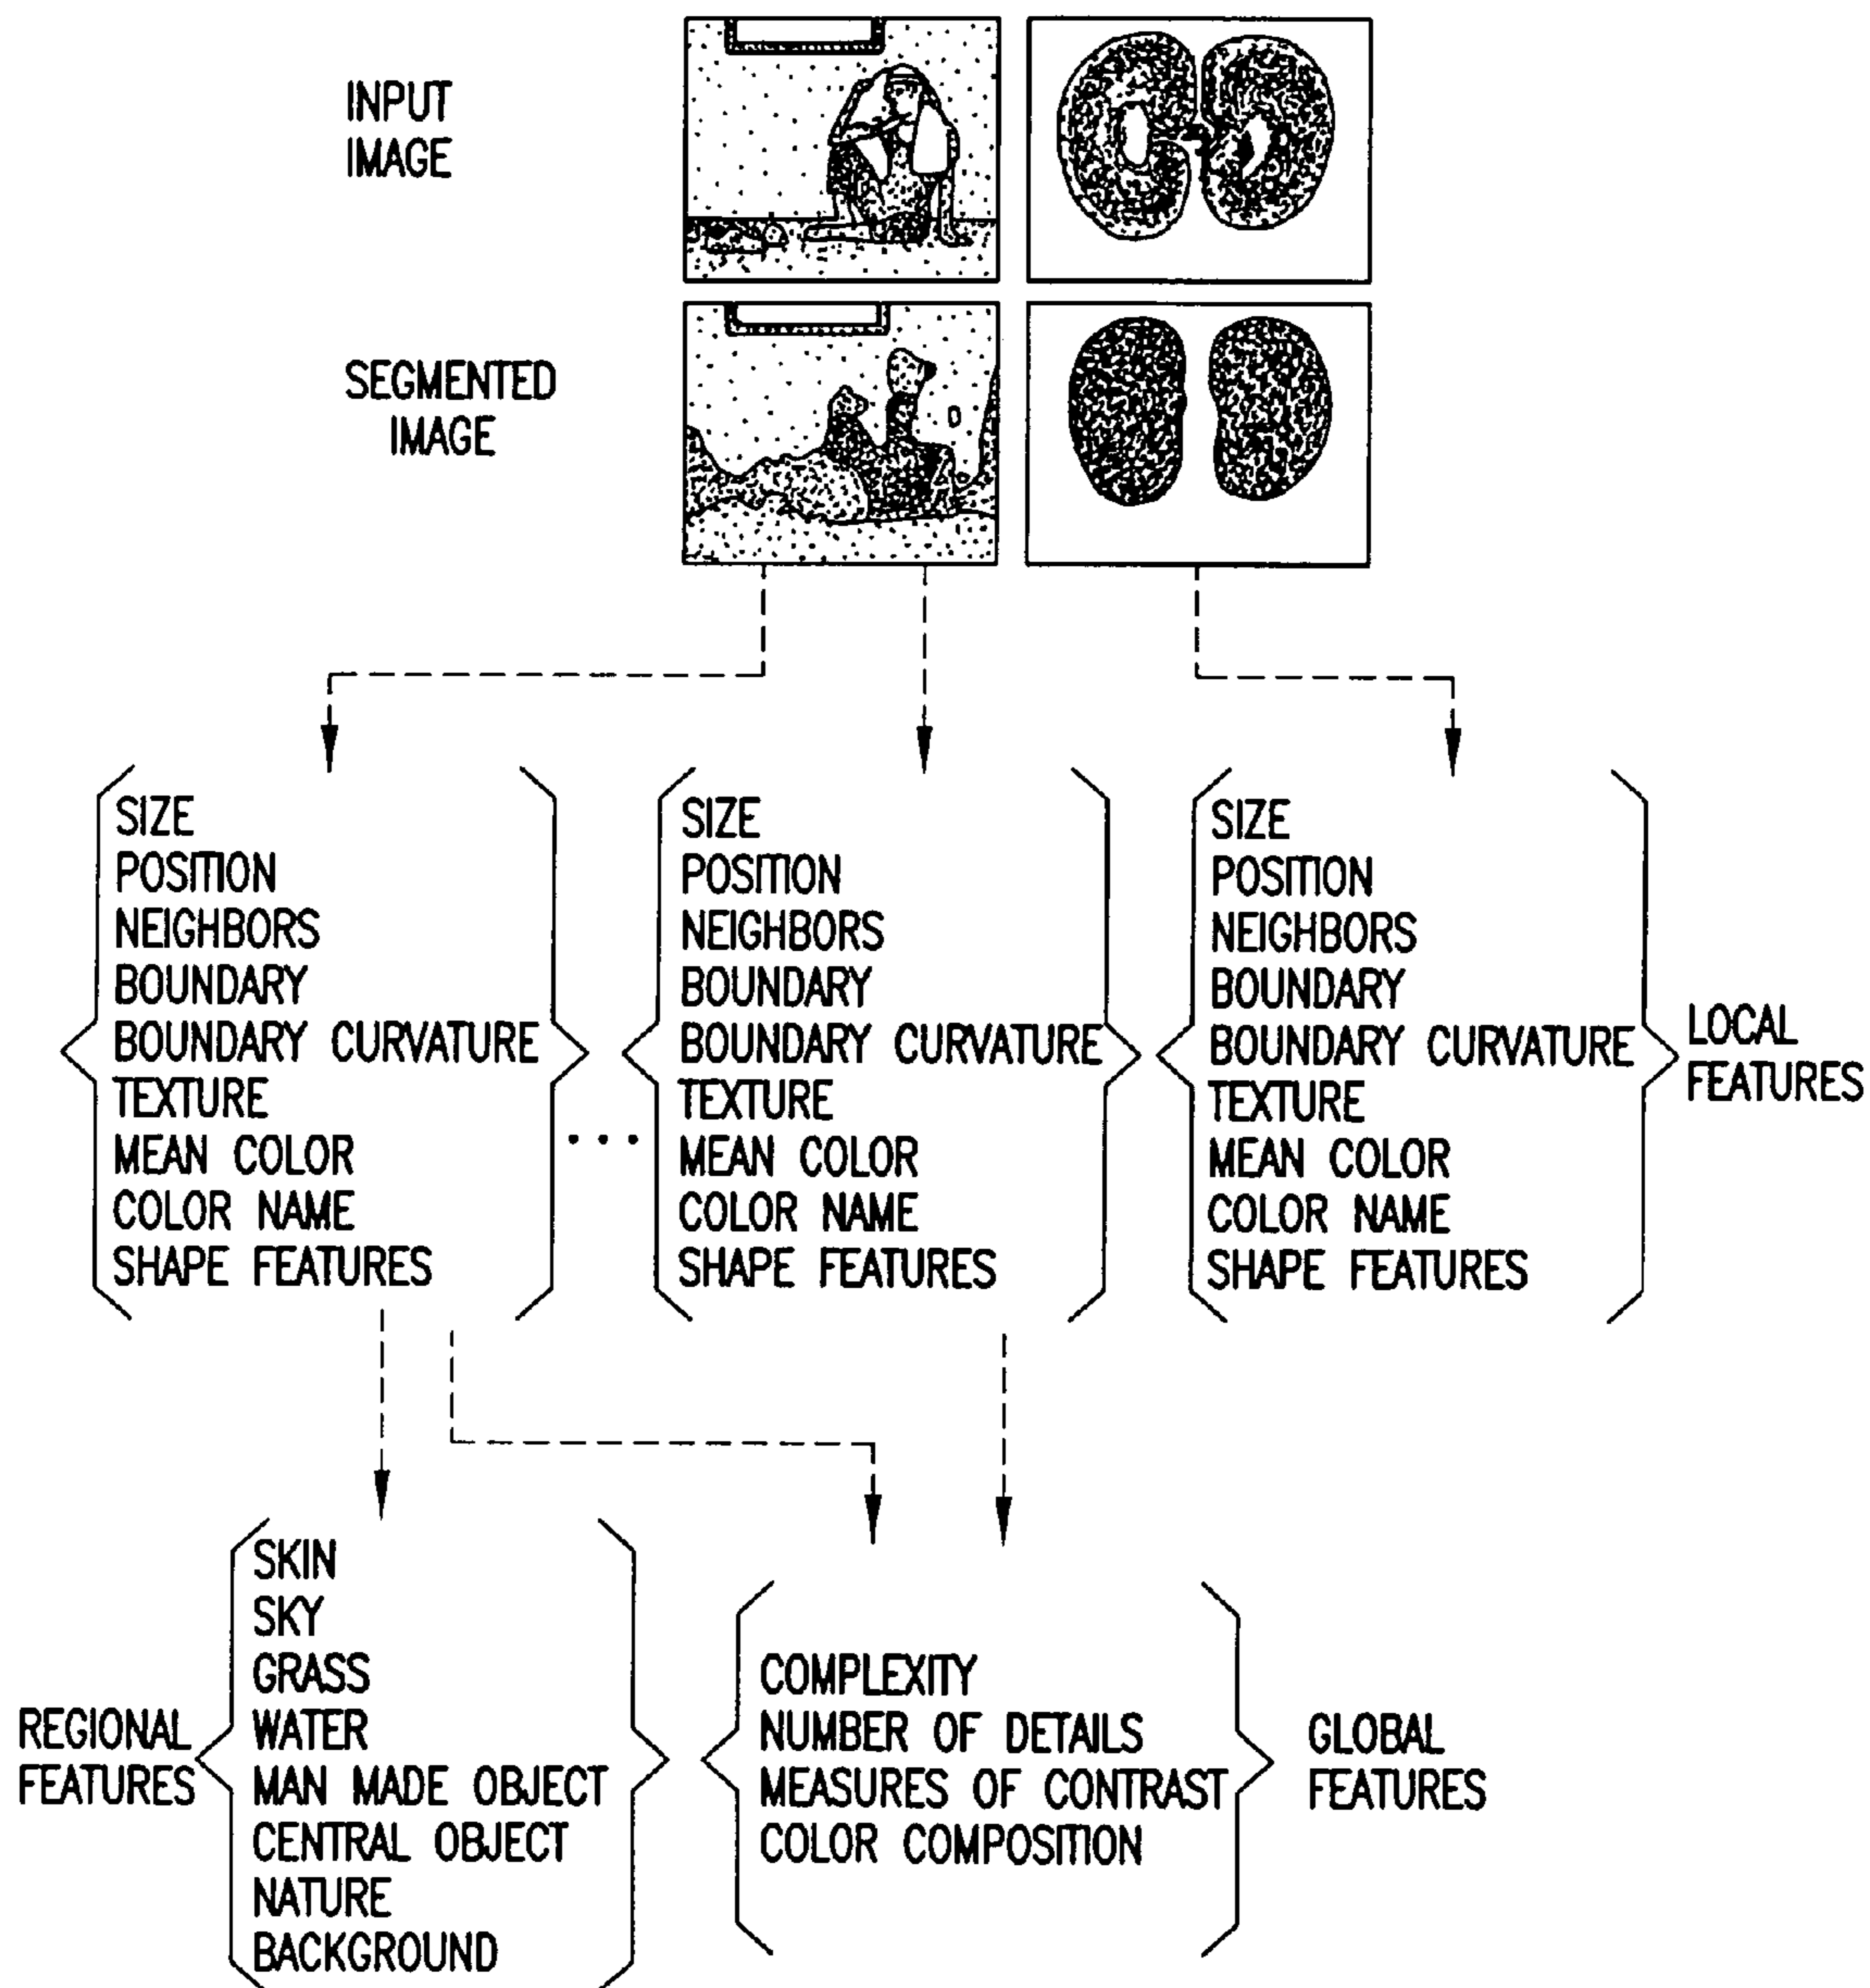 INPUT
IMAGE
SEGMENTED
IMAGE
SIZE
POSITION
NEIGHBORS
BOUNDARY
BOUNDARY CURVATURE
TEXTURE
MEAN COLOR
COLOR NAME
SHAPE FEATURES
...
SIZE
POSITION
NEIGHBORS
BOUNDARY
BOUNDARY CURVATURE
TEXTURE
MEAN COLOR
COLOR NAME
SHAPE FEATURES
SIZE
POSITION
NEIGHBORS
BOUNDARY
BOUNDARY CURVATURE
TEXTURE
MEAN COLOR
COLOR NAME
SHAPE FEATURES
LOCAL
FEATURES
REGIONAL
FEATURES
SKIN
SKY
GRASS
WATER
MAN MADE OBJECT
CENTRAL OBJECT
NATURE
BACKGROUND
COMPLEXITY
NUMBER OF DETAILS
MEASURES OF CONTRAST
COLOR COMPOSITION
GLOBAL
FEATURES